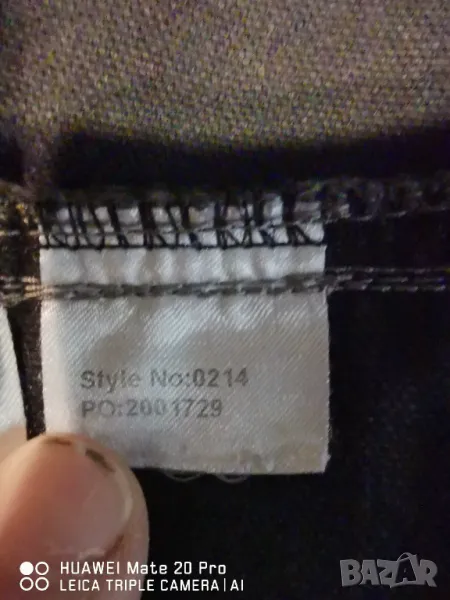 Style No:0214
PO:2001729
HUAWEI Mate 20 Pro
LEICA TRIPLE CAMERA | AI
BAZAR